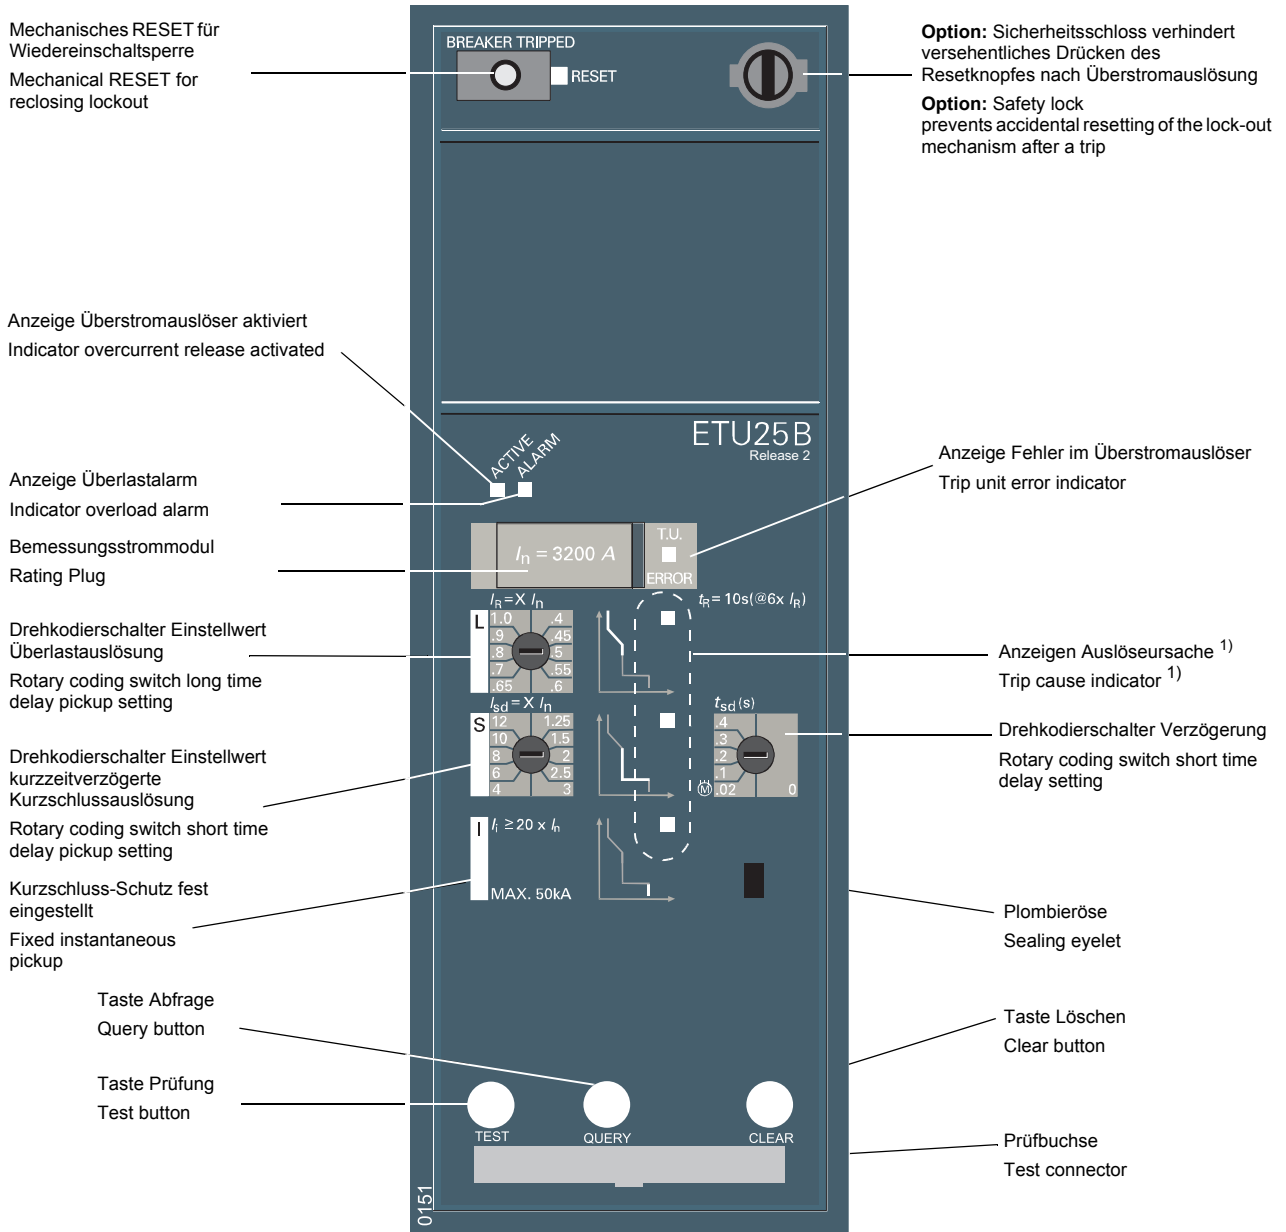 Mechanisches RESET für
Wiedereinschaltsperre
Mechanical RESET for
reclosing lockout
BREAKER TRIPPED
RESET
Option: Sicherheitsschloss verhindert
versehentliches Drücken des
Resetknopfes nach Überstromauslösung
Option: Safety lock
prevents accidental resetting of the lock-out
mechanism after a trip
Anzeige Überstromauslöser aktiviert
Indicator overcurrent release activated
ETU25B
Release 2
ACTIVE
ALARM
Anzeige Überlastalarm
Indicator overload alarm
Anzeige Fehler im Überstromauslöser
Trip unit error indicator
Bemessungsstrommodul
Rating Plug
In = 3200 A
T.U.
ERROR
IR = X In
tR = 10s(@6x IR)
L
1.0 .4
.9 .45
.8 .5
.7 .55
.65 .6
Drehkodierschalter Einstellwert
Überlastauslösung
Rotary coding switch long time
delay pickup setting
Anzeigen Auslöseursache 1)
Trip cause indicator 1)
Isd = X In
tsd (s)
S
12 1.25
10 1.5
8 2
6 2.5
4 3
.4
.3
.2
.1
M .02 0
Drehkodierschalter Verzögerung
Rotary coding switch short time
delay setting
Drehkodierschalter Einstellwert
kurzzeitverzögerte
Kurzschlussauslösung
Rotary coding switch short time
delay pickup setting
I
Ii ≥ 20 x In
MAX. 50kA
Kurzschluss-Schutz fest
eingestellt
Fixed instantaneous
pickup
Plombieröse
Sealing eyelet
Taste Abfrage
Query button
Taste Löschen
Clear button
Taste Prüfung
Test button
TEST
QUERY
CLEAR
Prüfbuchse
Test connector
0151